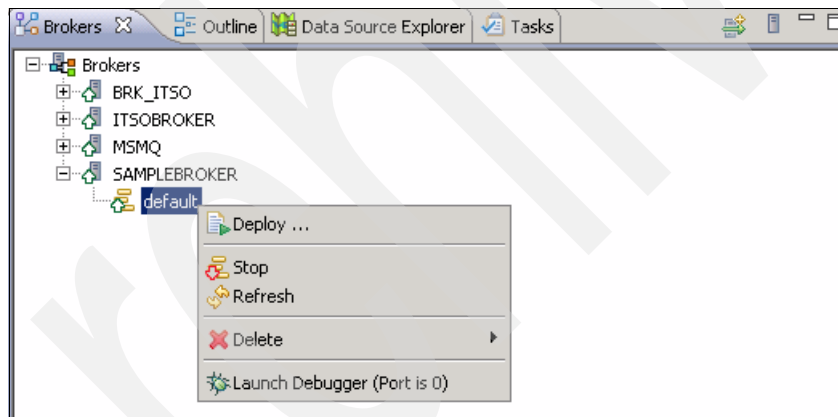 Brokers Outline Data Source Explorer Tasks
Brokers
BRK_ITSO
ITSOBROKER
MSMQ
SAMPLEBROKER
default
Deploy ...
Stop
Refresh
Delete
Launch Debugger (Port is 0)